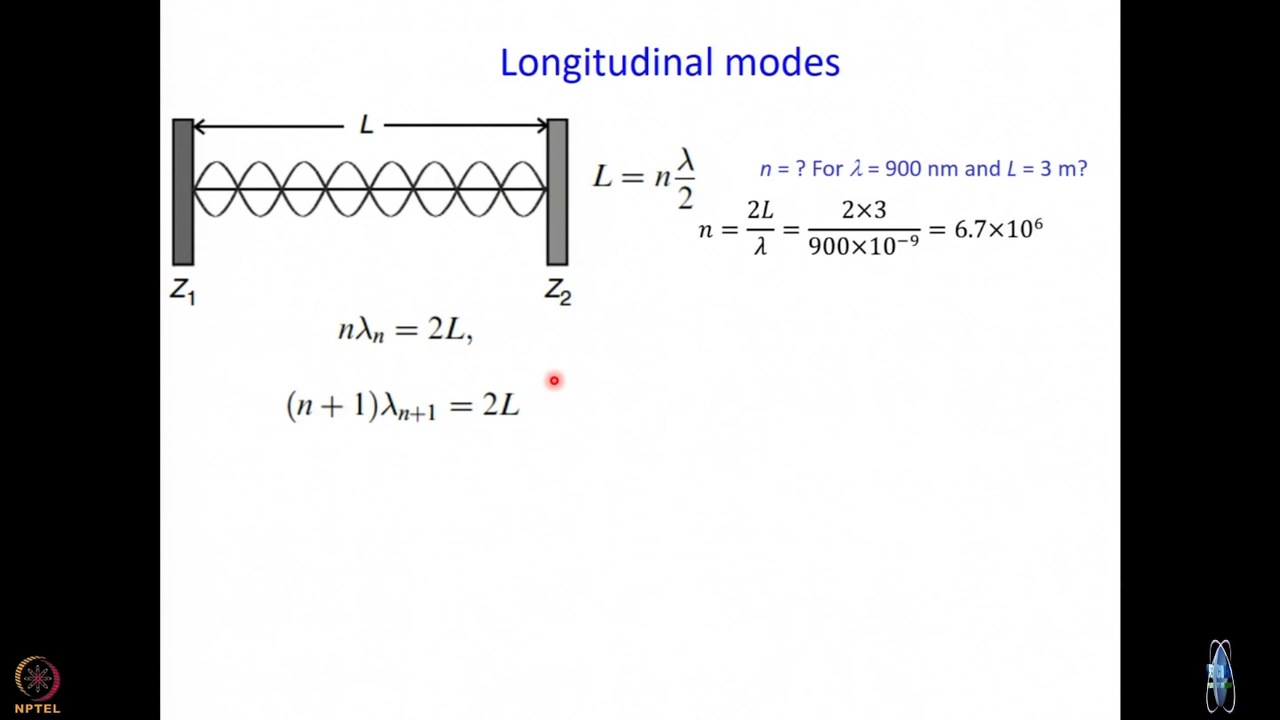 Longitudinal modes
L
L = n λ/2
n = ? For λ = 900 nm and L = 3 m?
n = 2L/λ = 2×3/900×10⁻⁹ = 6.7×10⁶
Z₁
Z₂
nλₙ = 2L,
(n + 1)λₙ₊₁ = 2L
NPTEL